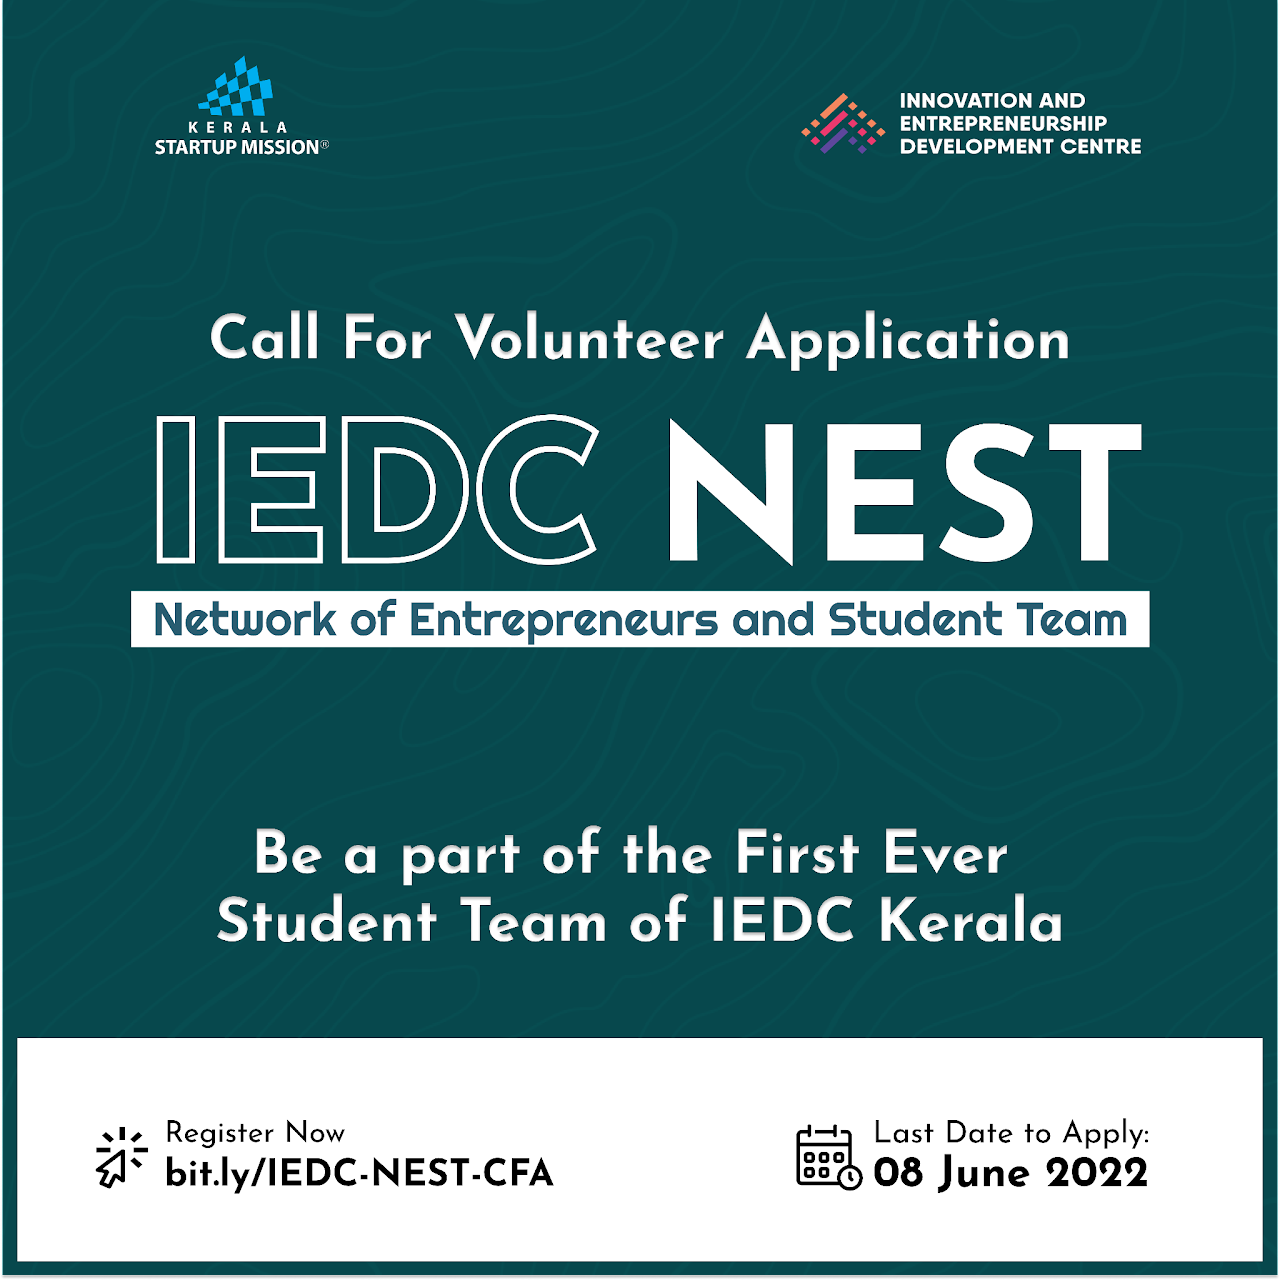 KERALA
STARTUP MISSION®
INNOVATION AND
ENTREPRENEURSHIP
DEVELOPMENT CENTRE
Call For Volunteer Application
IEDC NEST
Network of Entrepreneurs and Student Team
Be a part of the First Ever
Student Team of IEDC Kerala
Register Now
bit.ly/IEDC-NEST-CFA
Last Date to Apply:
08 June 2022